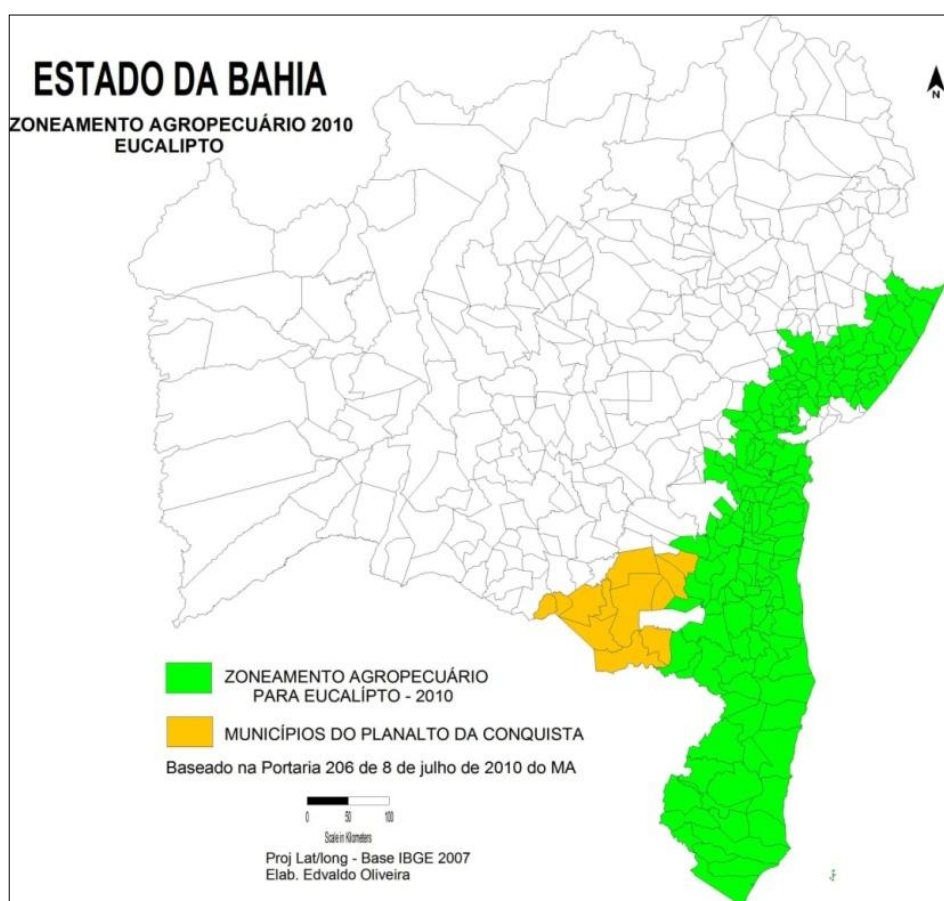 ESTADO DA BAHIA
ZONEAMENTO AGROPECUÁRIO 2010
EUCALIPTO
N
ZONEAMENTO AGROPECUÁRIO
PARA EUCALÍPTO - 2010
MUNICÍPIOS DO PLANALTO DA CONQUISTA
Baseado na Portaria 206 de 8 de julho de 2010 do MA
0 50 100
Scale in Kilometers
Proj Lat/long - Base IBGE 2007
Elab. Edvaldo Oliveira